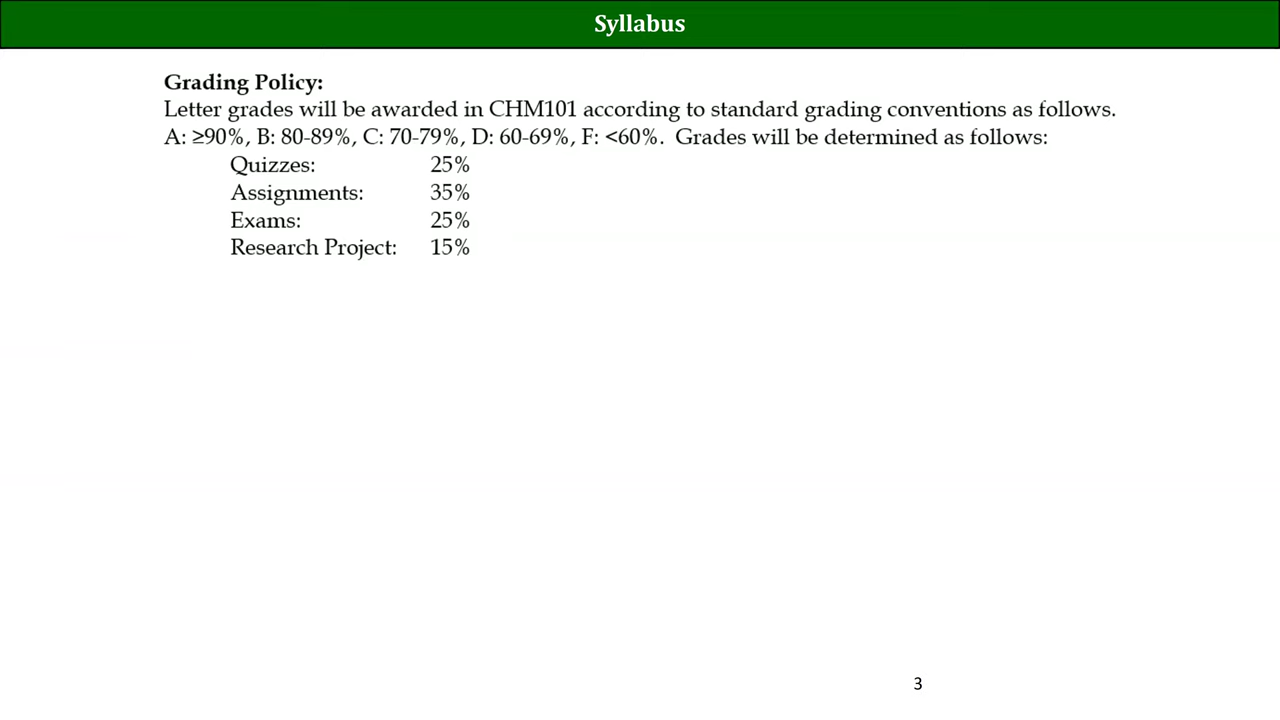 Syllabus
Grading Policy:
Letter grades will be awarded in CHM101 according to standard grading conventions as follows.
A: ≥90%, B: 80-89%, C: 70-79%, D: 60-69%, F: <60%.  Grades will be determined as follows:
Quizzes: 25%
Assignments: 35%
Exams: 25%
Research Project: 15%
3